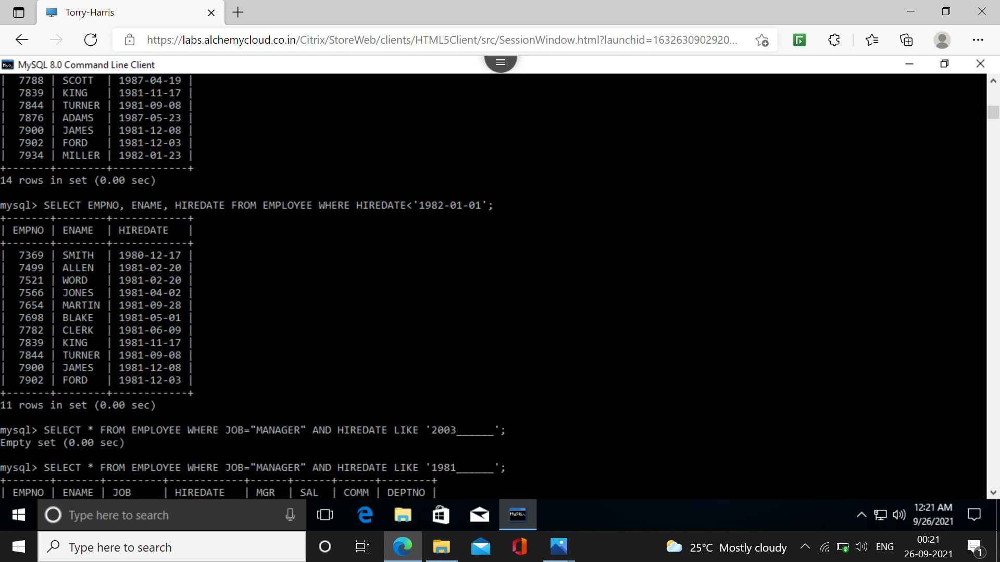 Torry-Harris
https://labs.alchemycloud.co.in/Citrix/StoreWeb/clients/HTML5Client/src/SessionWindow.html?launchid=1632630902920...
MySQL 8.0 Command Line Client
|  7788 | SCOTT  | 1987-04-19 |
|  7839 | KING   | 1981-11-17 |
|  7844 | TURNER | 1981-09-08 |
|  7876 | ADAMS  | 1987-05-23 |
|  7900 | JAMES  | 1981-12-08 |
|  7902 | FORD   | 1981-12-03 |
|  7934 | MILLER | 1982-01-23 |
+-------+--------+------------+
14 rows in set (0.00 sec)
mysql> SELECT EMPNO, ENAME, HIREDATE FROM EMPLOYEE WHERE HIREDATE<'1982-01-01';
+-------+--------+------------+
| EMPNO | ENAME  | HIREDATE   |
+-------+--------+------------+
|  7369 | SMITH  | 1980-12-17 |
|  7499 | ALLEN  | 1981-02-20 |
|  7521 | WORD   | 1981-02-20 |
|  7566 | JONES  | 1981-04-02 |
|  7654 | MARTIN | 1981-09-28 |
|  7698 | BLAKE  | 1981-05-01 |
|  7782 | CLERK  | 1981-06-09 |
|  7839 | KING   | 1981-11-17 |
|  7844 | TURNER | 1981-09-08 |
|  7900 | JAMES  | 1981-12-08 |
|  7902 | FORD   | 1981-12-03 |
+-------+--------+------------+
11 rows in set (0.00 sec)
mysql> SELECT * FROM EMPLOYEE WHERE JOB="MANAGER" AND HIREDATE LIKE '2003______';
Empty set (0.00 sec)
mysql> SELECT * FROM EMPLOYEE WHERE JOB="MANAGER" AND HIREDATE LIKE '1981______';
+-------+-------+---------+------------+------+------+------+--------+
| EMPNO | ENAME | JOB     | HIREDATE   | MGR  | SAL  | COMM | DEPTNO |
Type here to search
MySQL
12:21 AM
9/26/2021
Type here to search
25°C Mostly cloudy
ENG
00:21
26-09-2021
1